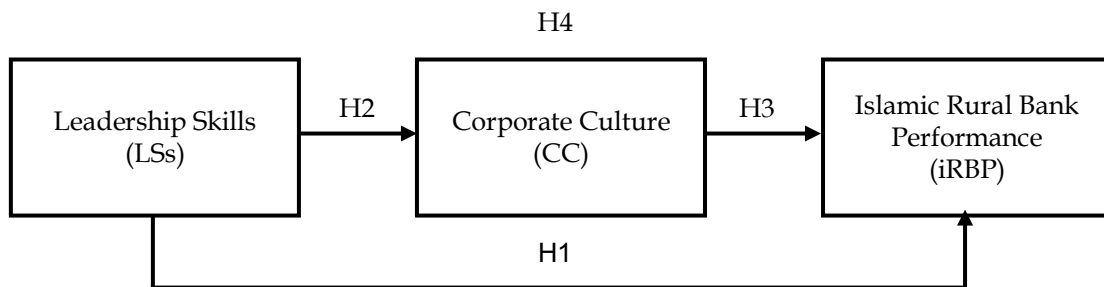 H4
Leadership Skills
(LSs)
H2
Corporate Culture
(CC)
H3
Islamic Rural Bank
Performance
(iRBP)
H1